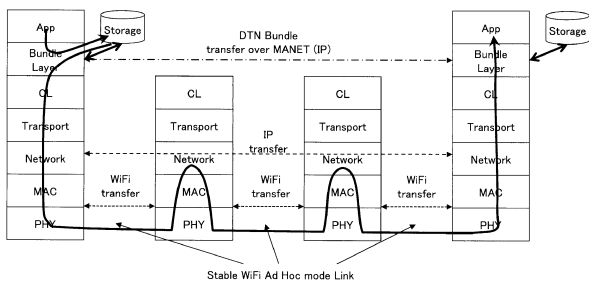 App
Storage
DTN Bundle
transfer over MANET (IP)
App
Storage
Bundle
Layer
Bundle
Layer
CL
CL
CL
CL
Transport
Transport
Transport
Transport
IP
transfer
Network
Network
Network
Network
WiFi
transfer
WiFi
transfer
WiFi
transfer
MAC
MAC
MAC
MAC
PHY
PHY
PHY
PHY
Stable WiFi Ad Hoc mode Link